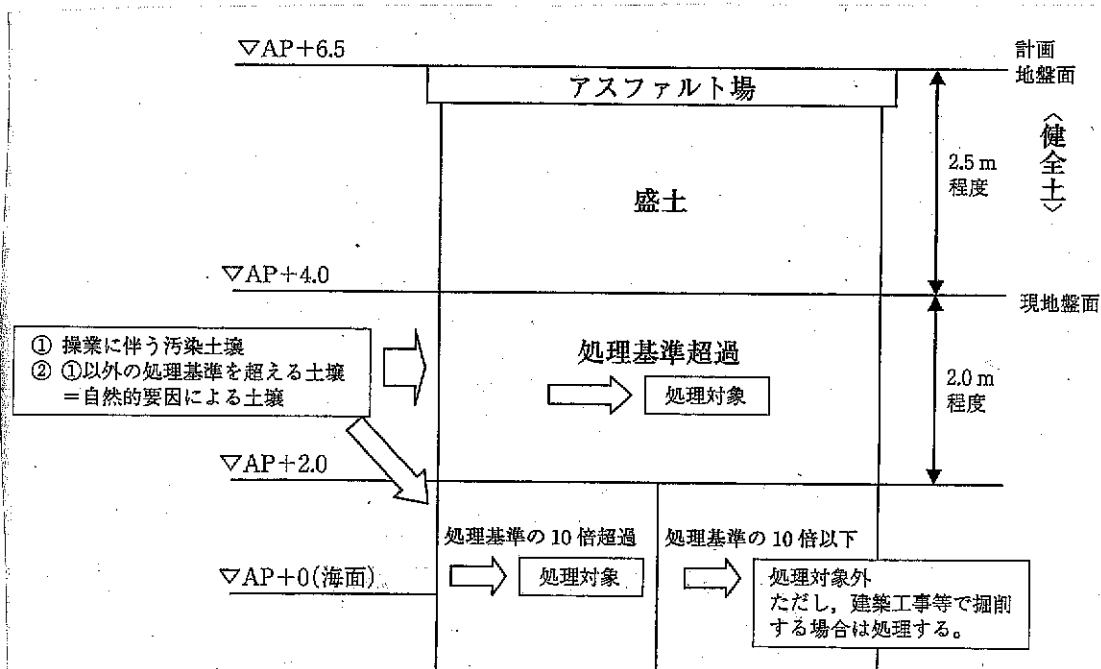 ▽AP+6.5
計画
地盤面
アスファルト場
〈健全土〉
2.5 m
程度
盛土
▽AP+4.0
現地盤面
① 操業に伴う汚染土壌
② ①以外の処理基準を超える土壌
＝自然的要因による土壌
処理基準超過
処理対象
2.0 m
程度
▽AP+2.0
処理基準の 10 倍超過
処理基準の 10 倍以下
▽AP+0(海面)
処理対象
処理対象外
ただし，建築工事等で掘削
する場合は処理する。